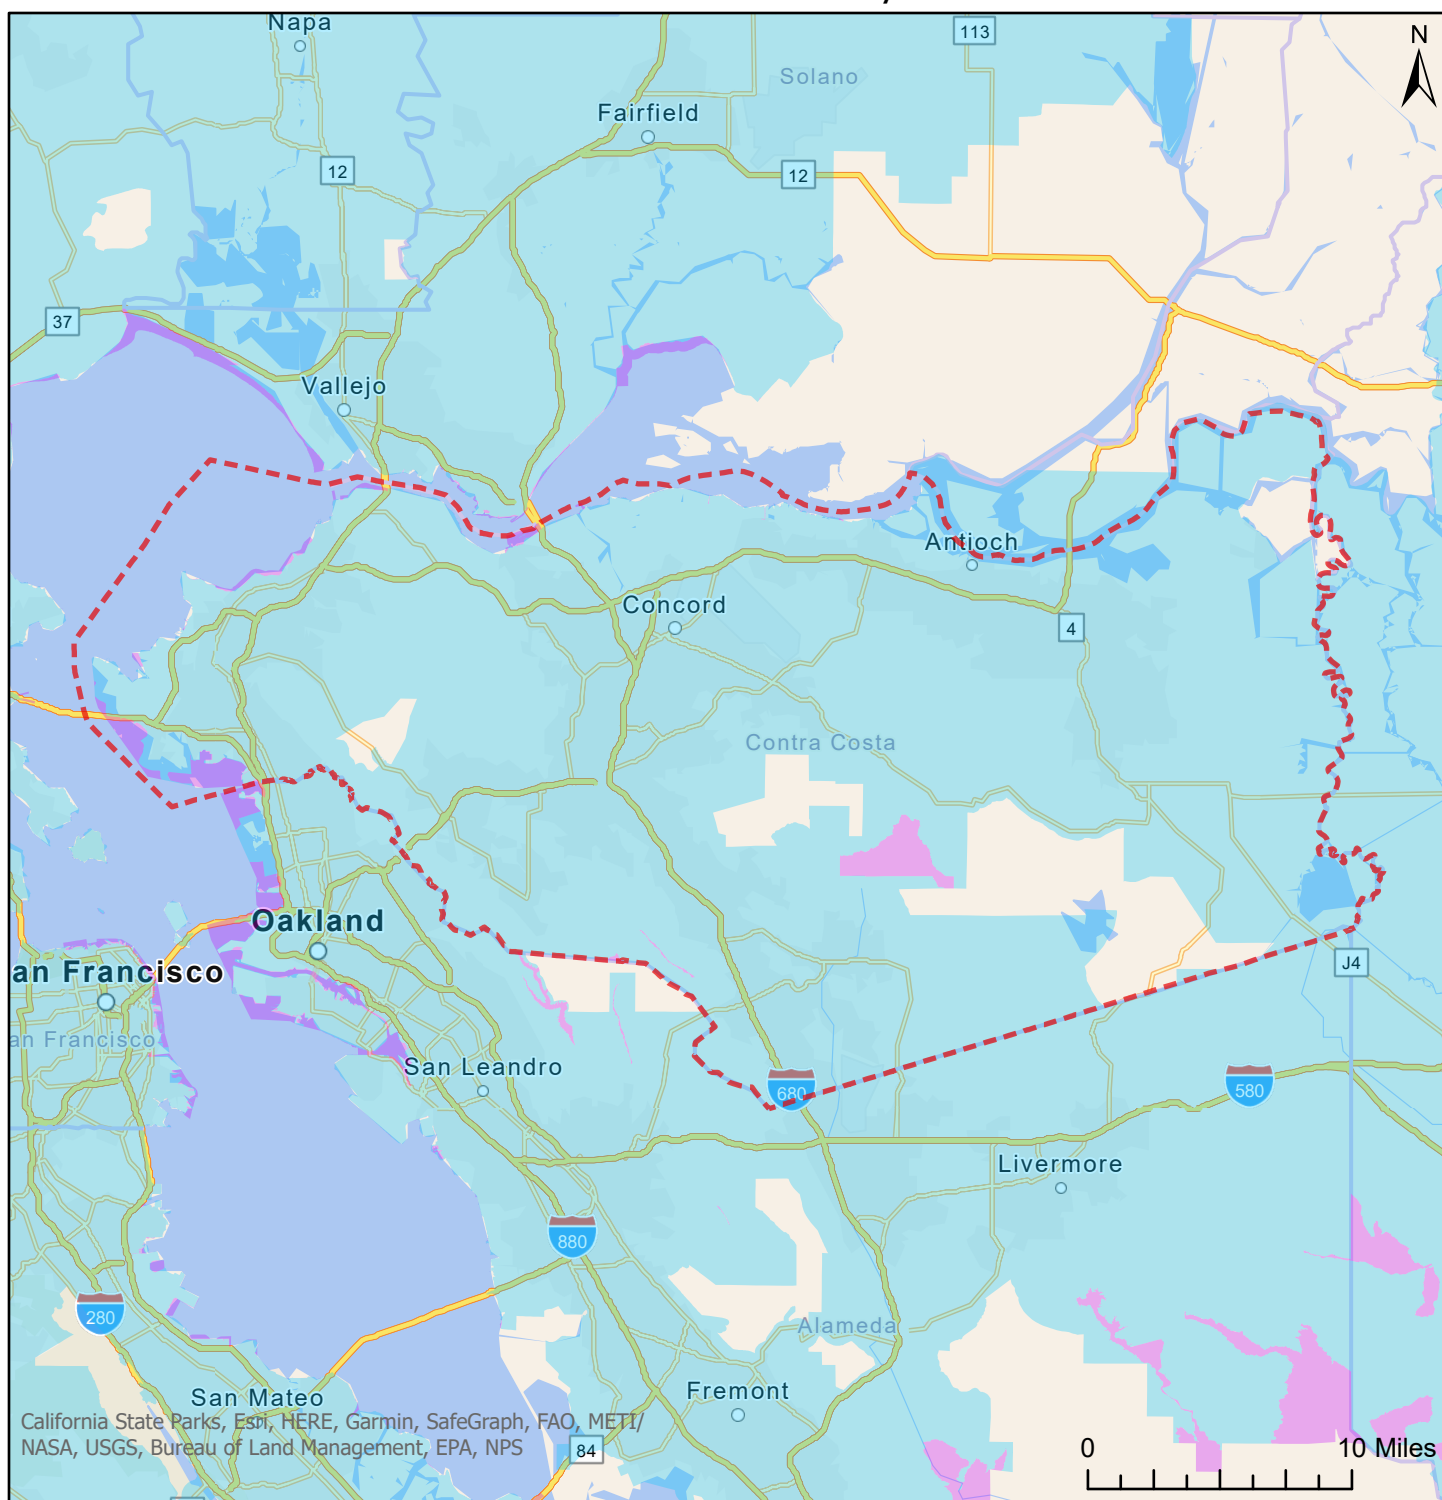 Napa
113
N
Solano
Fairfield
12
12
37
Vallejo
Antioch
Concord
4
Contra Costa
Oakland
an Francisco
J4
an Francisco
San Leandro
680
580
Livermore
880
280
Alameda
San Mateo
Fremont
California State Parks, Esri, HERE, Garmin, SafeGraph, FAO, METI/
NASA, USGS, Bureau of Land Management, EPA, NPS
84
0
10 Miles